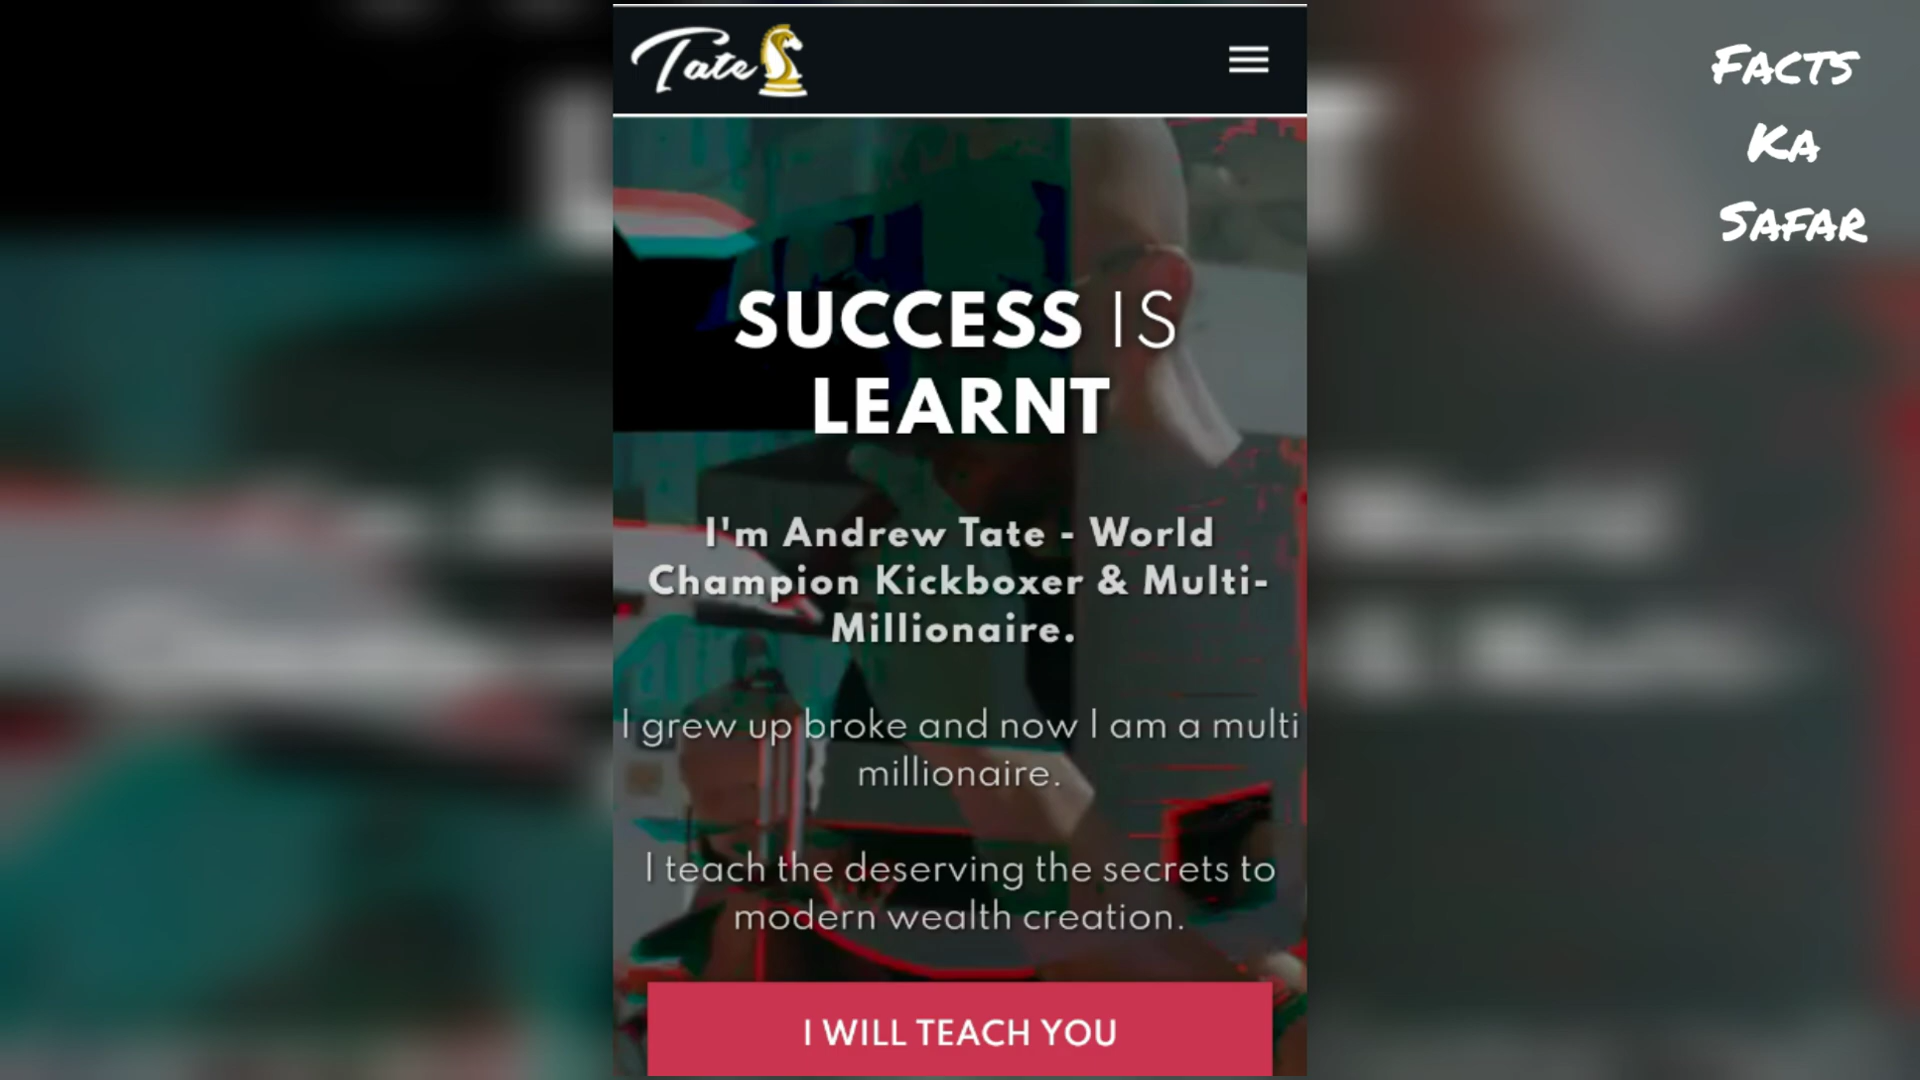 Tate
SUCCESS IS
LEARNT
I'm Andrew Tate - World
Champion Kickboxer & Multi-
Millionaire.
I grew up broke and now I am a multi
millionaire.
I teach the deserving the secrets to
modern wealth creation.
I WILL TEACH YOU
FACTS
KA
SAFAR